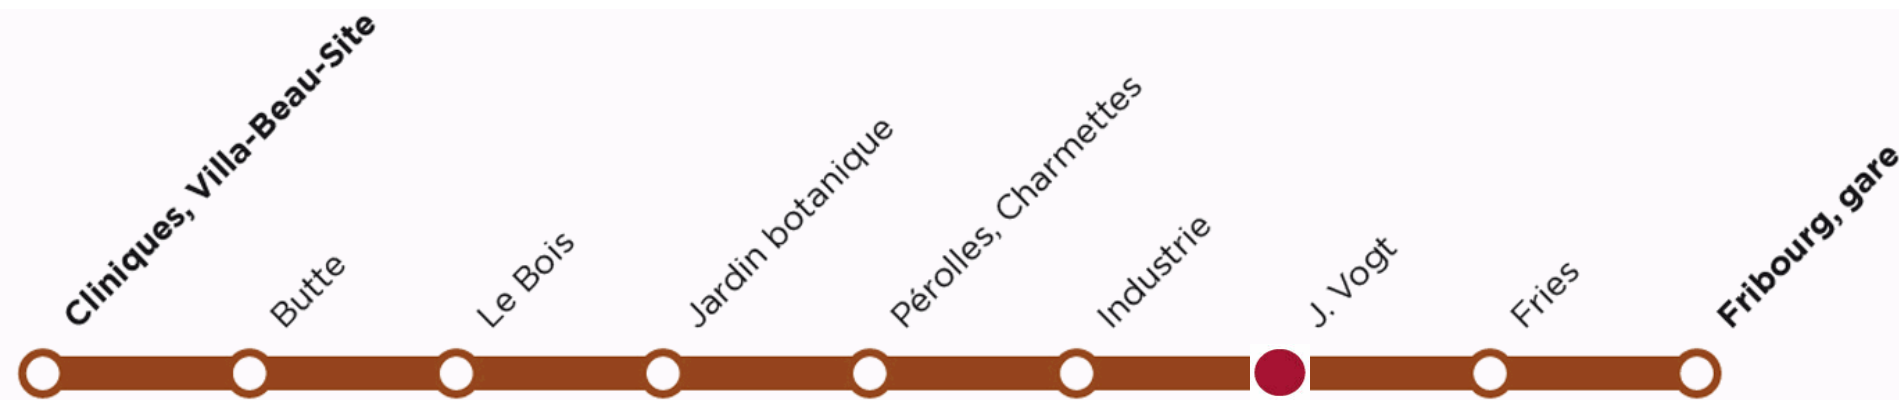 Cliniques, Villa-Beau-Site
Butte
Le Bois
Jardin botanique
Pérolles, Charmettes
Industrie
J. Vogt
Fries
Fribourg, gare